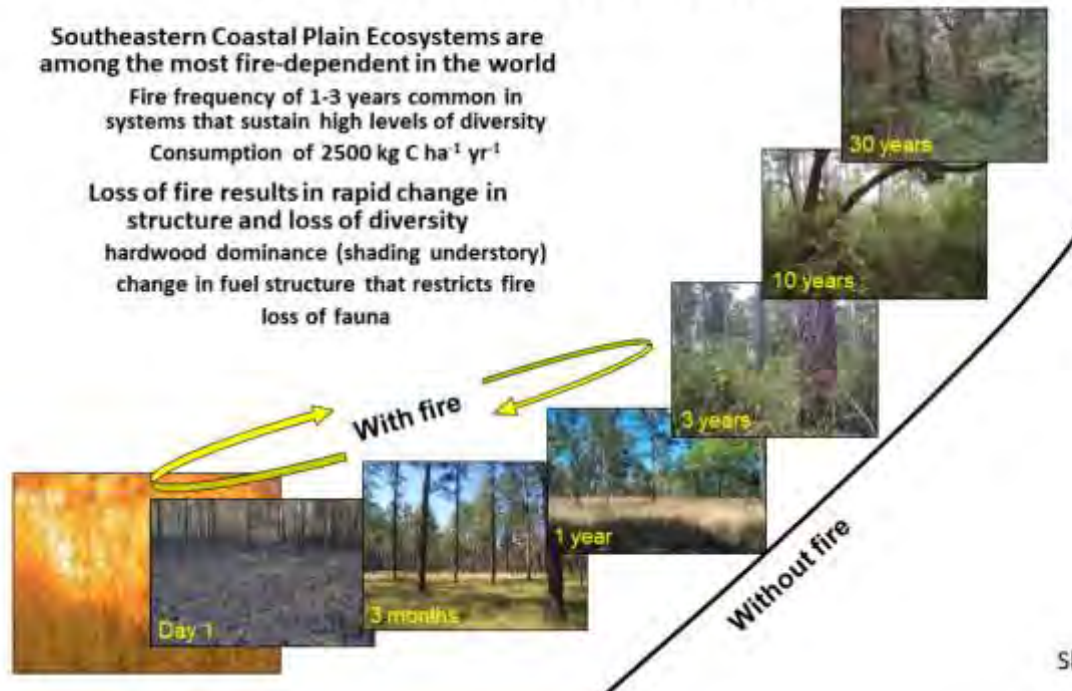 Southeastern Coastal Plain Ecosystems are
among the most fire-dependent in the world
Fire frequency of 1-3 years common in
systems that sustain high levels of diversity
Consumption of 2500 kg C ha⁻¹ yr⁻¹
Loss of fire results in rapid change in
structure and loss of diversity
hardwood dominance (shading understory)
change in fuel structure that restricts fire
loss of fauna
30 years
10 years
3 years
With fire
1 year
3 months
Day 1
Without fire